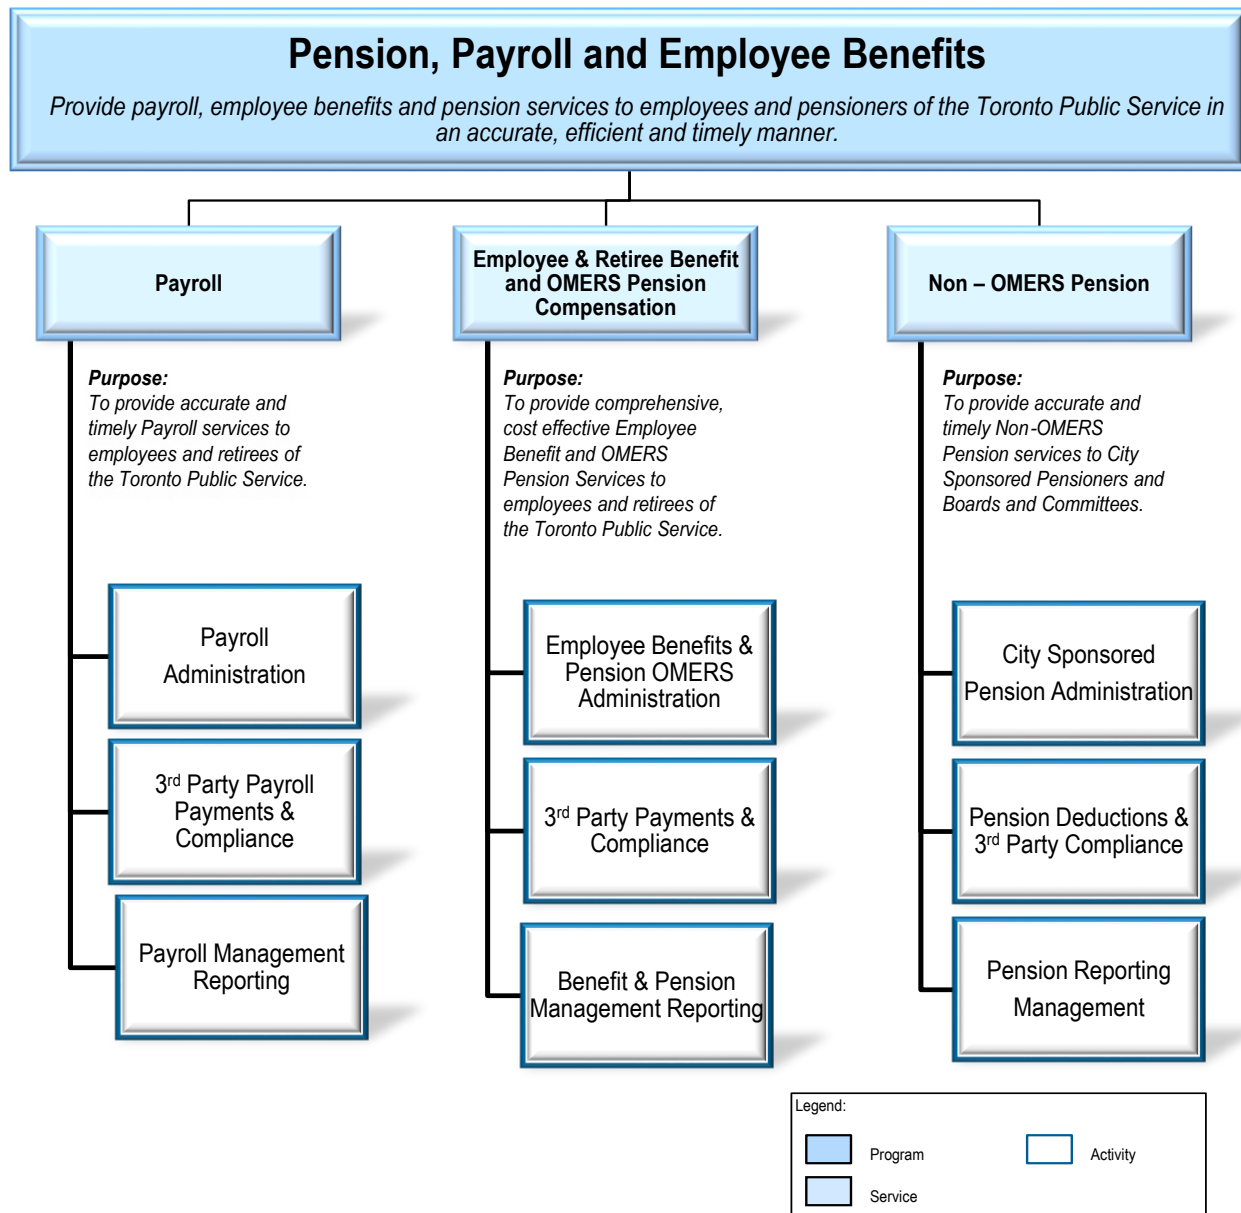 Pension, Payroll and Employee Benefits
Provide payroll, employee benefits and pension services to employees and pensioners of the Toronto Public Service in
an accurate, efficient and timely manner.
Payroll
Purpose:
To provide accurate and
timely Payroll services to
employees and retirees of
the Toronto Public Service.
Payroll
Administration
3rd Party Payroll
Payments &
Compliance
Payroll Management
Reporting
Employee & Retiree Benefit
and OMERS Pension
Compensation
Purpose:
To provide comprehensive,
cost effective Employee
Benefit and OMERS
Pension Services to
employees and retirees of
the Toronto Public Service.
Employee Benefits &
Pension OMERS
Administration
3rd Party Payments &
Compliance
Benefit & Pension
Management Reporting
Non – OMERS Pension
Purpose:
To provide accurate and
timely Non-OMERS
Pension services to City
Sponsored Pensioners and
Boards and Committees.
City Sponsored
Pension Administration
Pension Deductions &
3rd Party Compliance
Pension Reporting
Management
Legend:
Program
Activity
Service